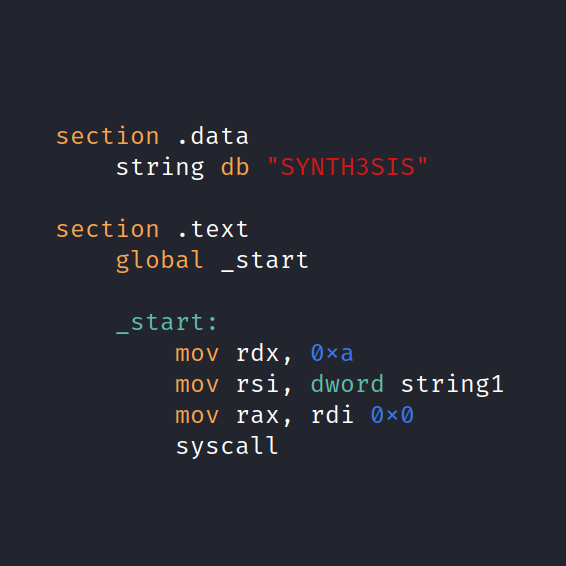 section .data
string db "SYNTH3SIS"
section .text
global _start
_start:
mov rdx, 0×a
mov rsi, dword string1
mov rax, rdi 0×0
syscall